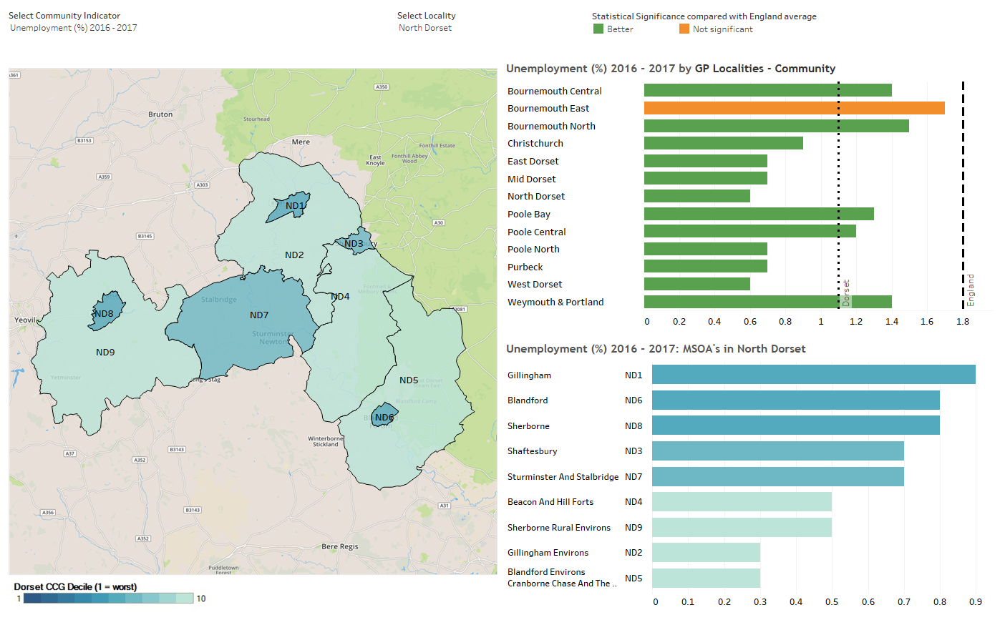 Select Community Indicator
Unemployment (%) 2016 - 2017
Select Locality
North Dorset
Statistical Significance compared with England average
Better
Not significant
A361
A350
Bruton
Stourhead
B3153
Mere
Fonthill Estate
East
Knoyle
Fonthill Abbey
Wood
A359
A303
ND1
A30
B3145
ND3
ND2
ND4
Stalbridge
ND8
ND7
3081
Yeovil
Sturminster
Newton
ND9
Yetminster
ND5
Blandford Camp
ND6
Winterborne
Stickland
A37
B3143
A352
A356
B3143
A31
A352
Bere Regis
Puddletown
Forest
Dorset CCG Decile (1 = worst)
1
10
Unemployment (%) 2016 - 2017 by GP Localities - Community
Bournemouth Central
Bournemouth East
Bournemouth North
Christchurch
East Dorset
Mid Dorset
North Dorset
Poole Bay
Poole Central
Poole North
Purbeck
West Dorset
Weymouth & Portland
Dorset
England
0 0.2 0.4 0.6 0.8 1 1.2 1.4 1.6 1.8
Unemployment (%) 2016 - 2017: MSOA's in North Dorset
Gillingham ND1
Blandford ND6
Sherborne ND8
Shaftesbury ND3
Sturminster And Stalbridge ND7
Beacon And Hill Forts ND4
Sherborne Rural Environs ND9
Gillingham Environs ND2
Blandford Environs
Cranborne Chase And The .. ND5
0 0.1 0.2 0.3 0.4 0.5 0.6 0.7 0.8 0.9